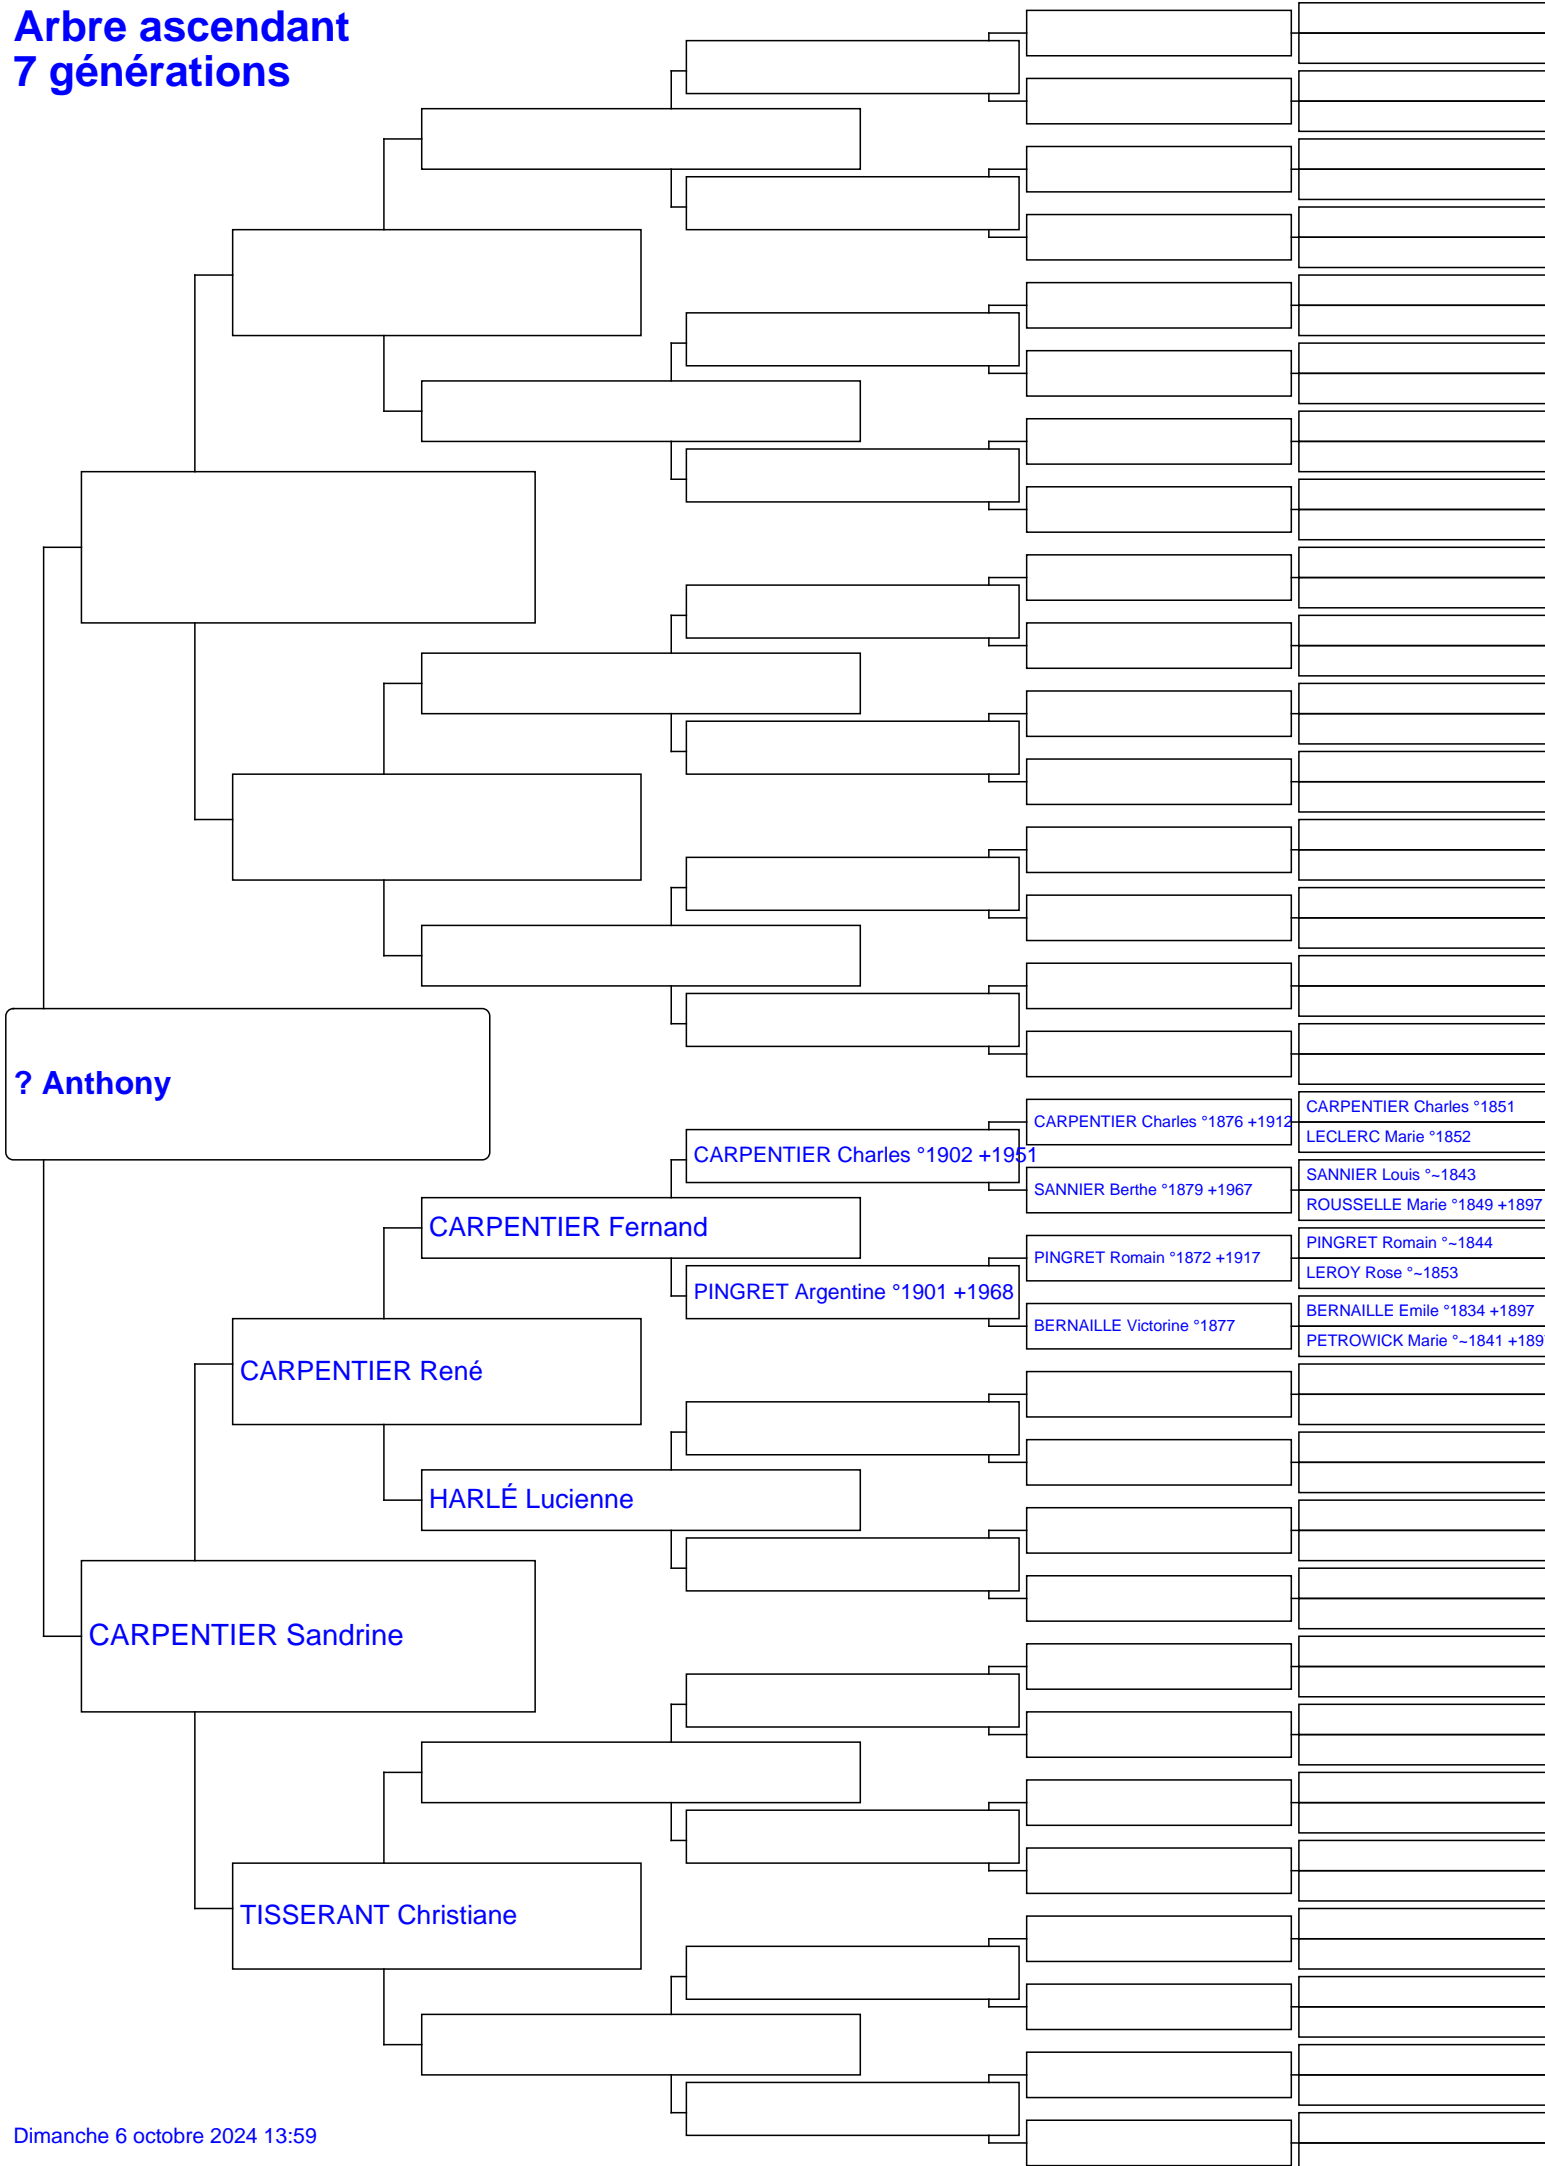 Arbre ascendant
7 générations
? Anthony
CARPENTIER Charles °1876 +1912
CARPENTIER Charles °1851
LECLERC Marie °1852
CARPENTIER Charles °1902 +1951
SANNIER Berthe °1879 +1967
SANNIER Louis °~1843
ROUSSELLE Marie °1849 +1897
CARPENTIER Fernand
PINGRET Romain °1872 +1917
PINGRET Romain °~1844
LEROY Rose °~1853
PINGRET Argentine °1901 +1968
BERNAILLE Victorine °1877
BERNAILLE Emile °1834 +1897
PETROWICK Marie °~1841
CARPENTIER René
HARLÉ Lucienne
CARPENTIER Sandrine
TISSERANT Christiane
Dimanche 6 octobre 2024 13:59